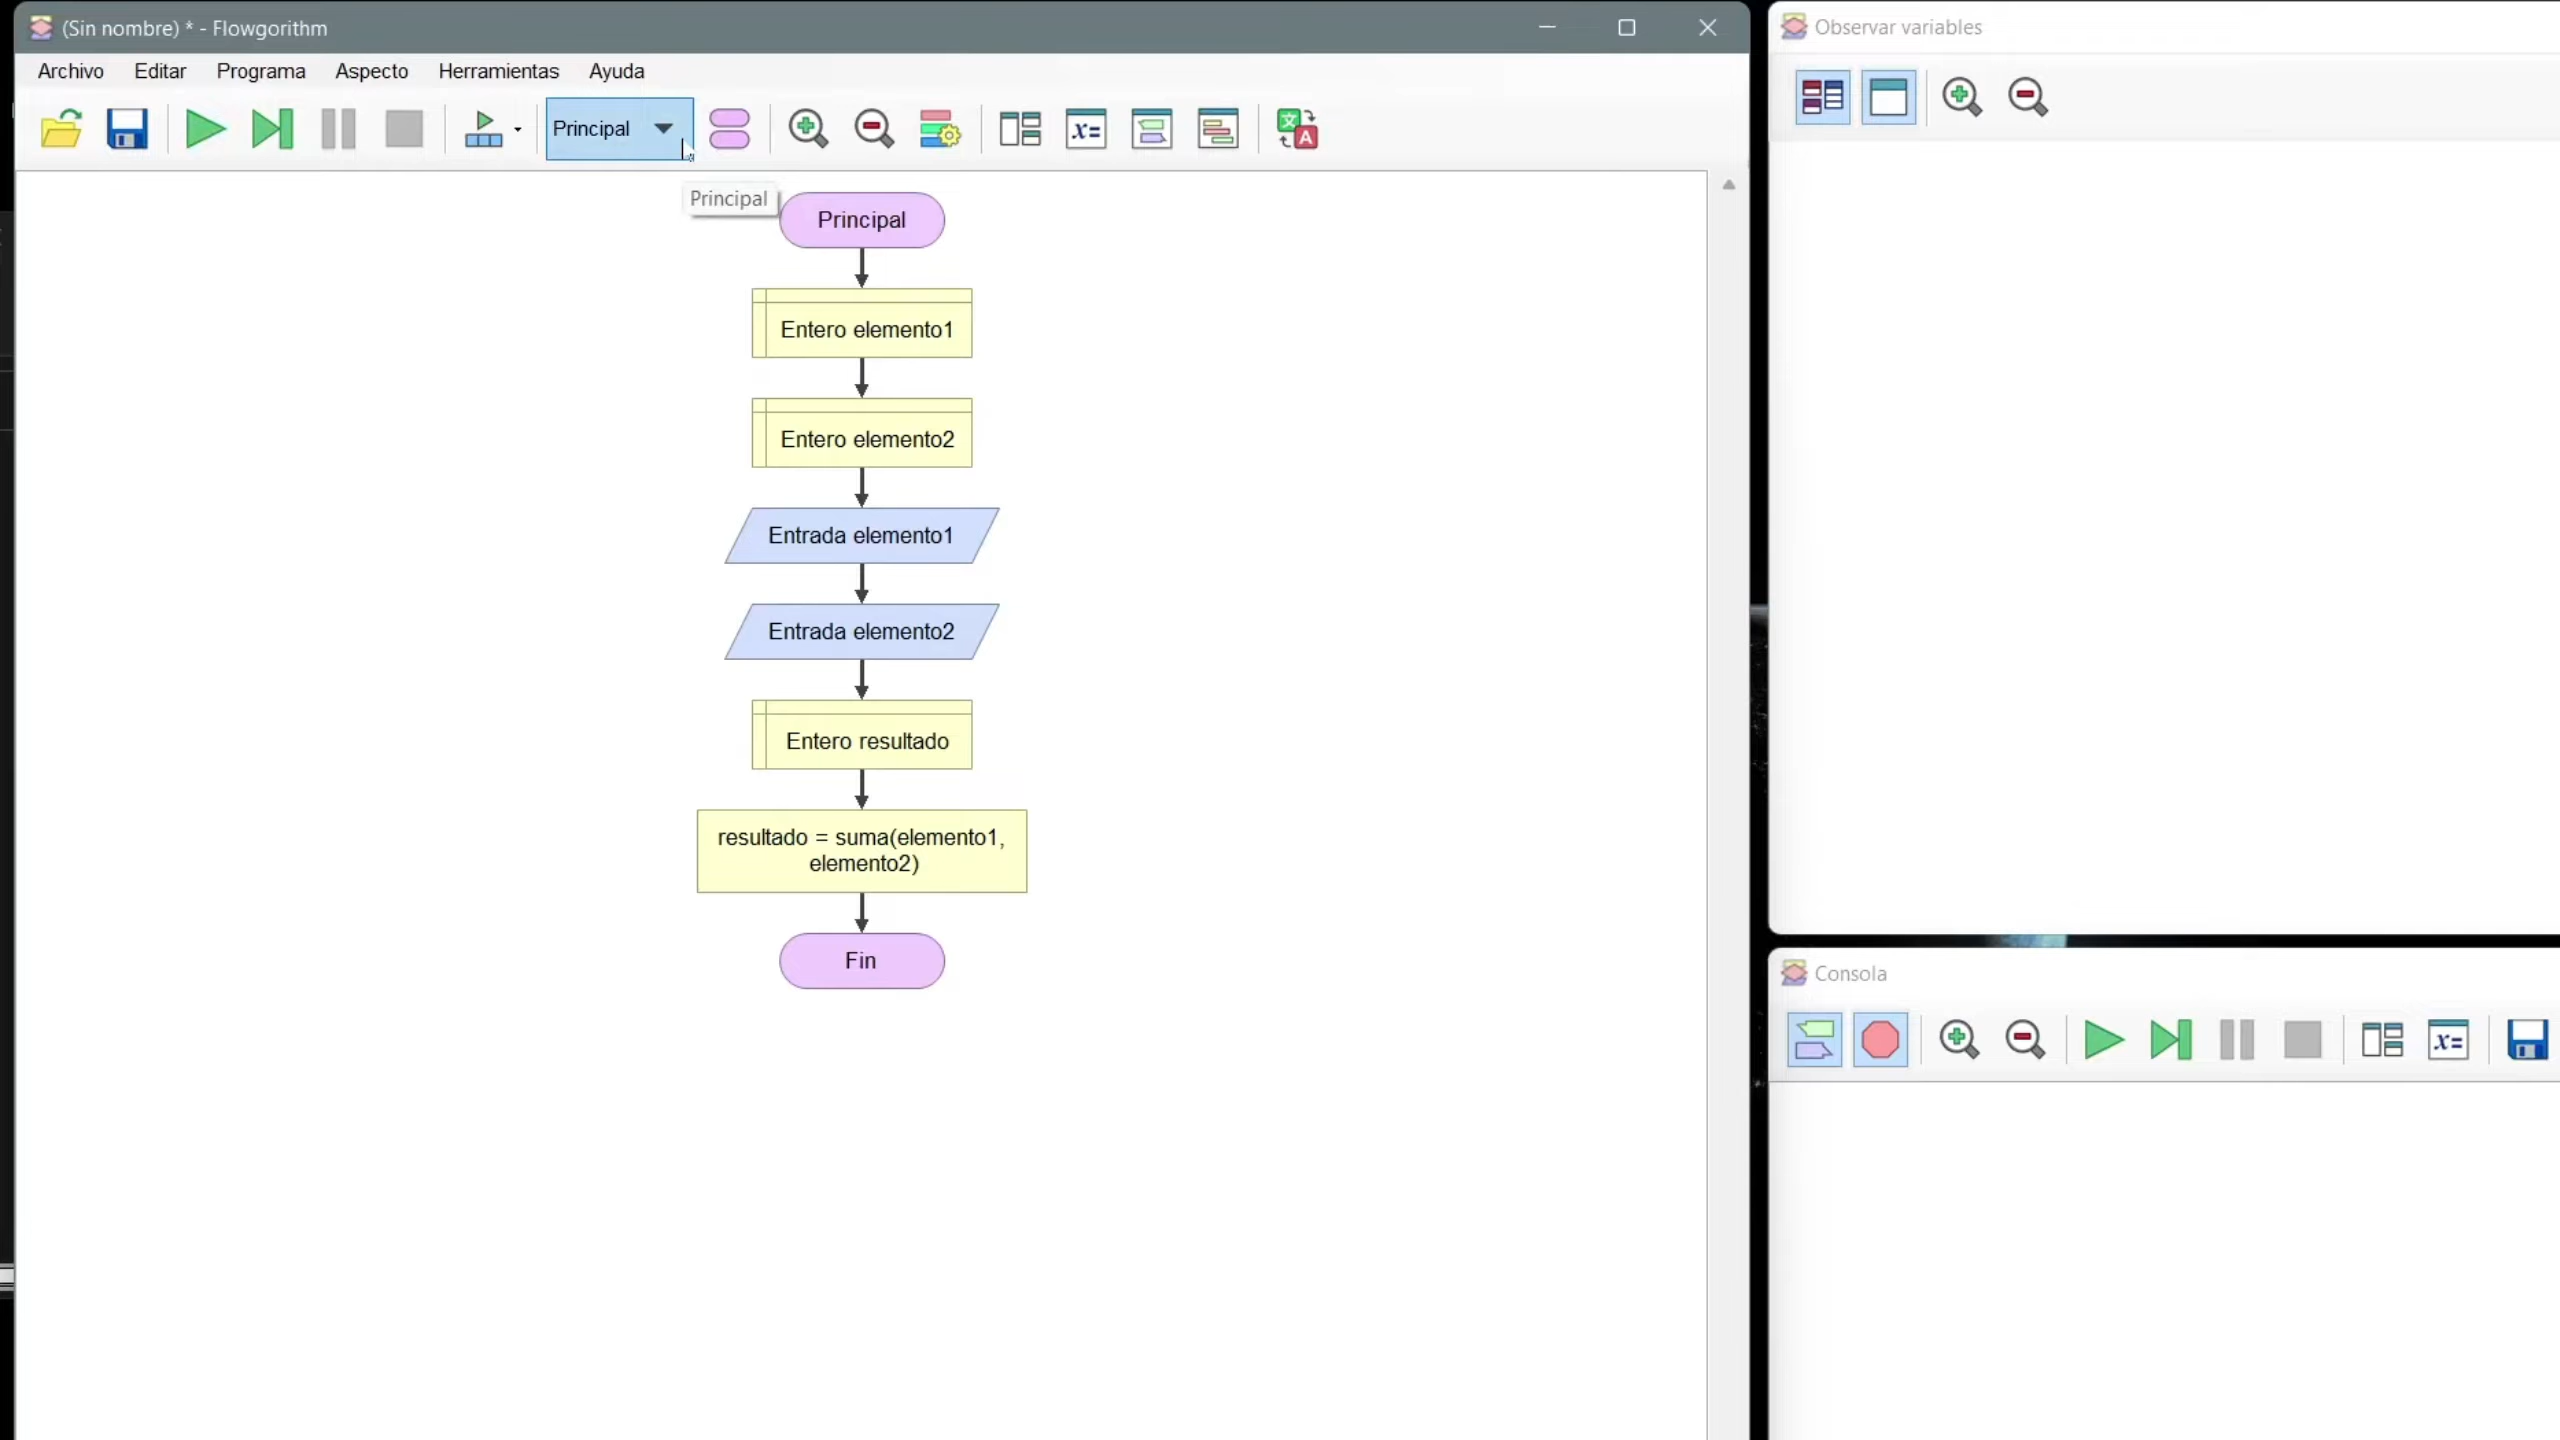 (Sin nombre) * - Flowgorithm
Archivo Editar Programa Aspecto Herramientas Ayuda
Principal
Principal
Principal
Entero elemento1
Entero elemento2
Entrada elemento1
Entrada elemento2
Entero resultado
resultado = suma(elemento1,
elemento2)
Fin
Observar variables
Consola